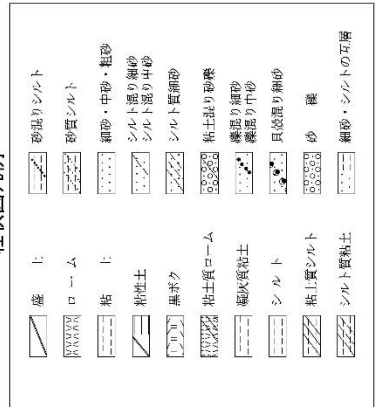 柱状図凡例
盛　土
ローム
粘　土
粘性土
黒ボク
粘土質ローム
凝灰質粘土
シルト
粘土質シルト
シルト質粘土
砂混りシルト
砂質シルト
細砂・中砂・粗砂
シルト混り細砂
シルト混り中砂
シルト質細砂
粘土混り砂礫
礫混り細砂
礫混り中砂
貝殻混り細砂
砂　礫
細砂・シルトの互層